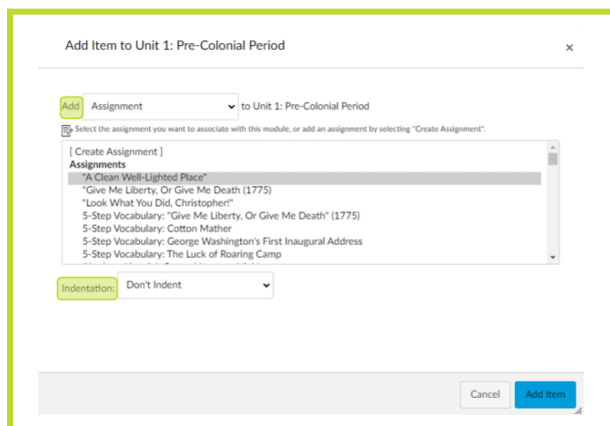 Add Item to Unit 1: Pre-Colonial Period
×
Add Assignment to Unit 1: Pre-Colonial Period
Select the assignment you want to associate with this module, or add an assignment by selecting "Create Assignment".
[ Create Assignment ]
Assignments
"A Clean Well-Lighted Place"
"Give Me Liberty, Or Give Me Death (1775)
"Look What You Did, Christopher!"
5-Step Vocabulary: "Give Me Liberty, Or Give Me Death" (1775)
5-Step Vocabulary: Cotton Mather
5-Step Vocabulary: George Washington's First Inaugural Address
5-Step Vocabulary: The Luck of Roaring Camp
Indentation: Don't Indent
Cancel Add Item